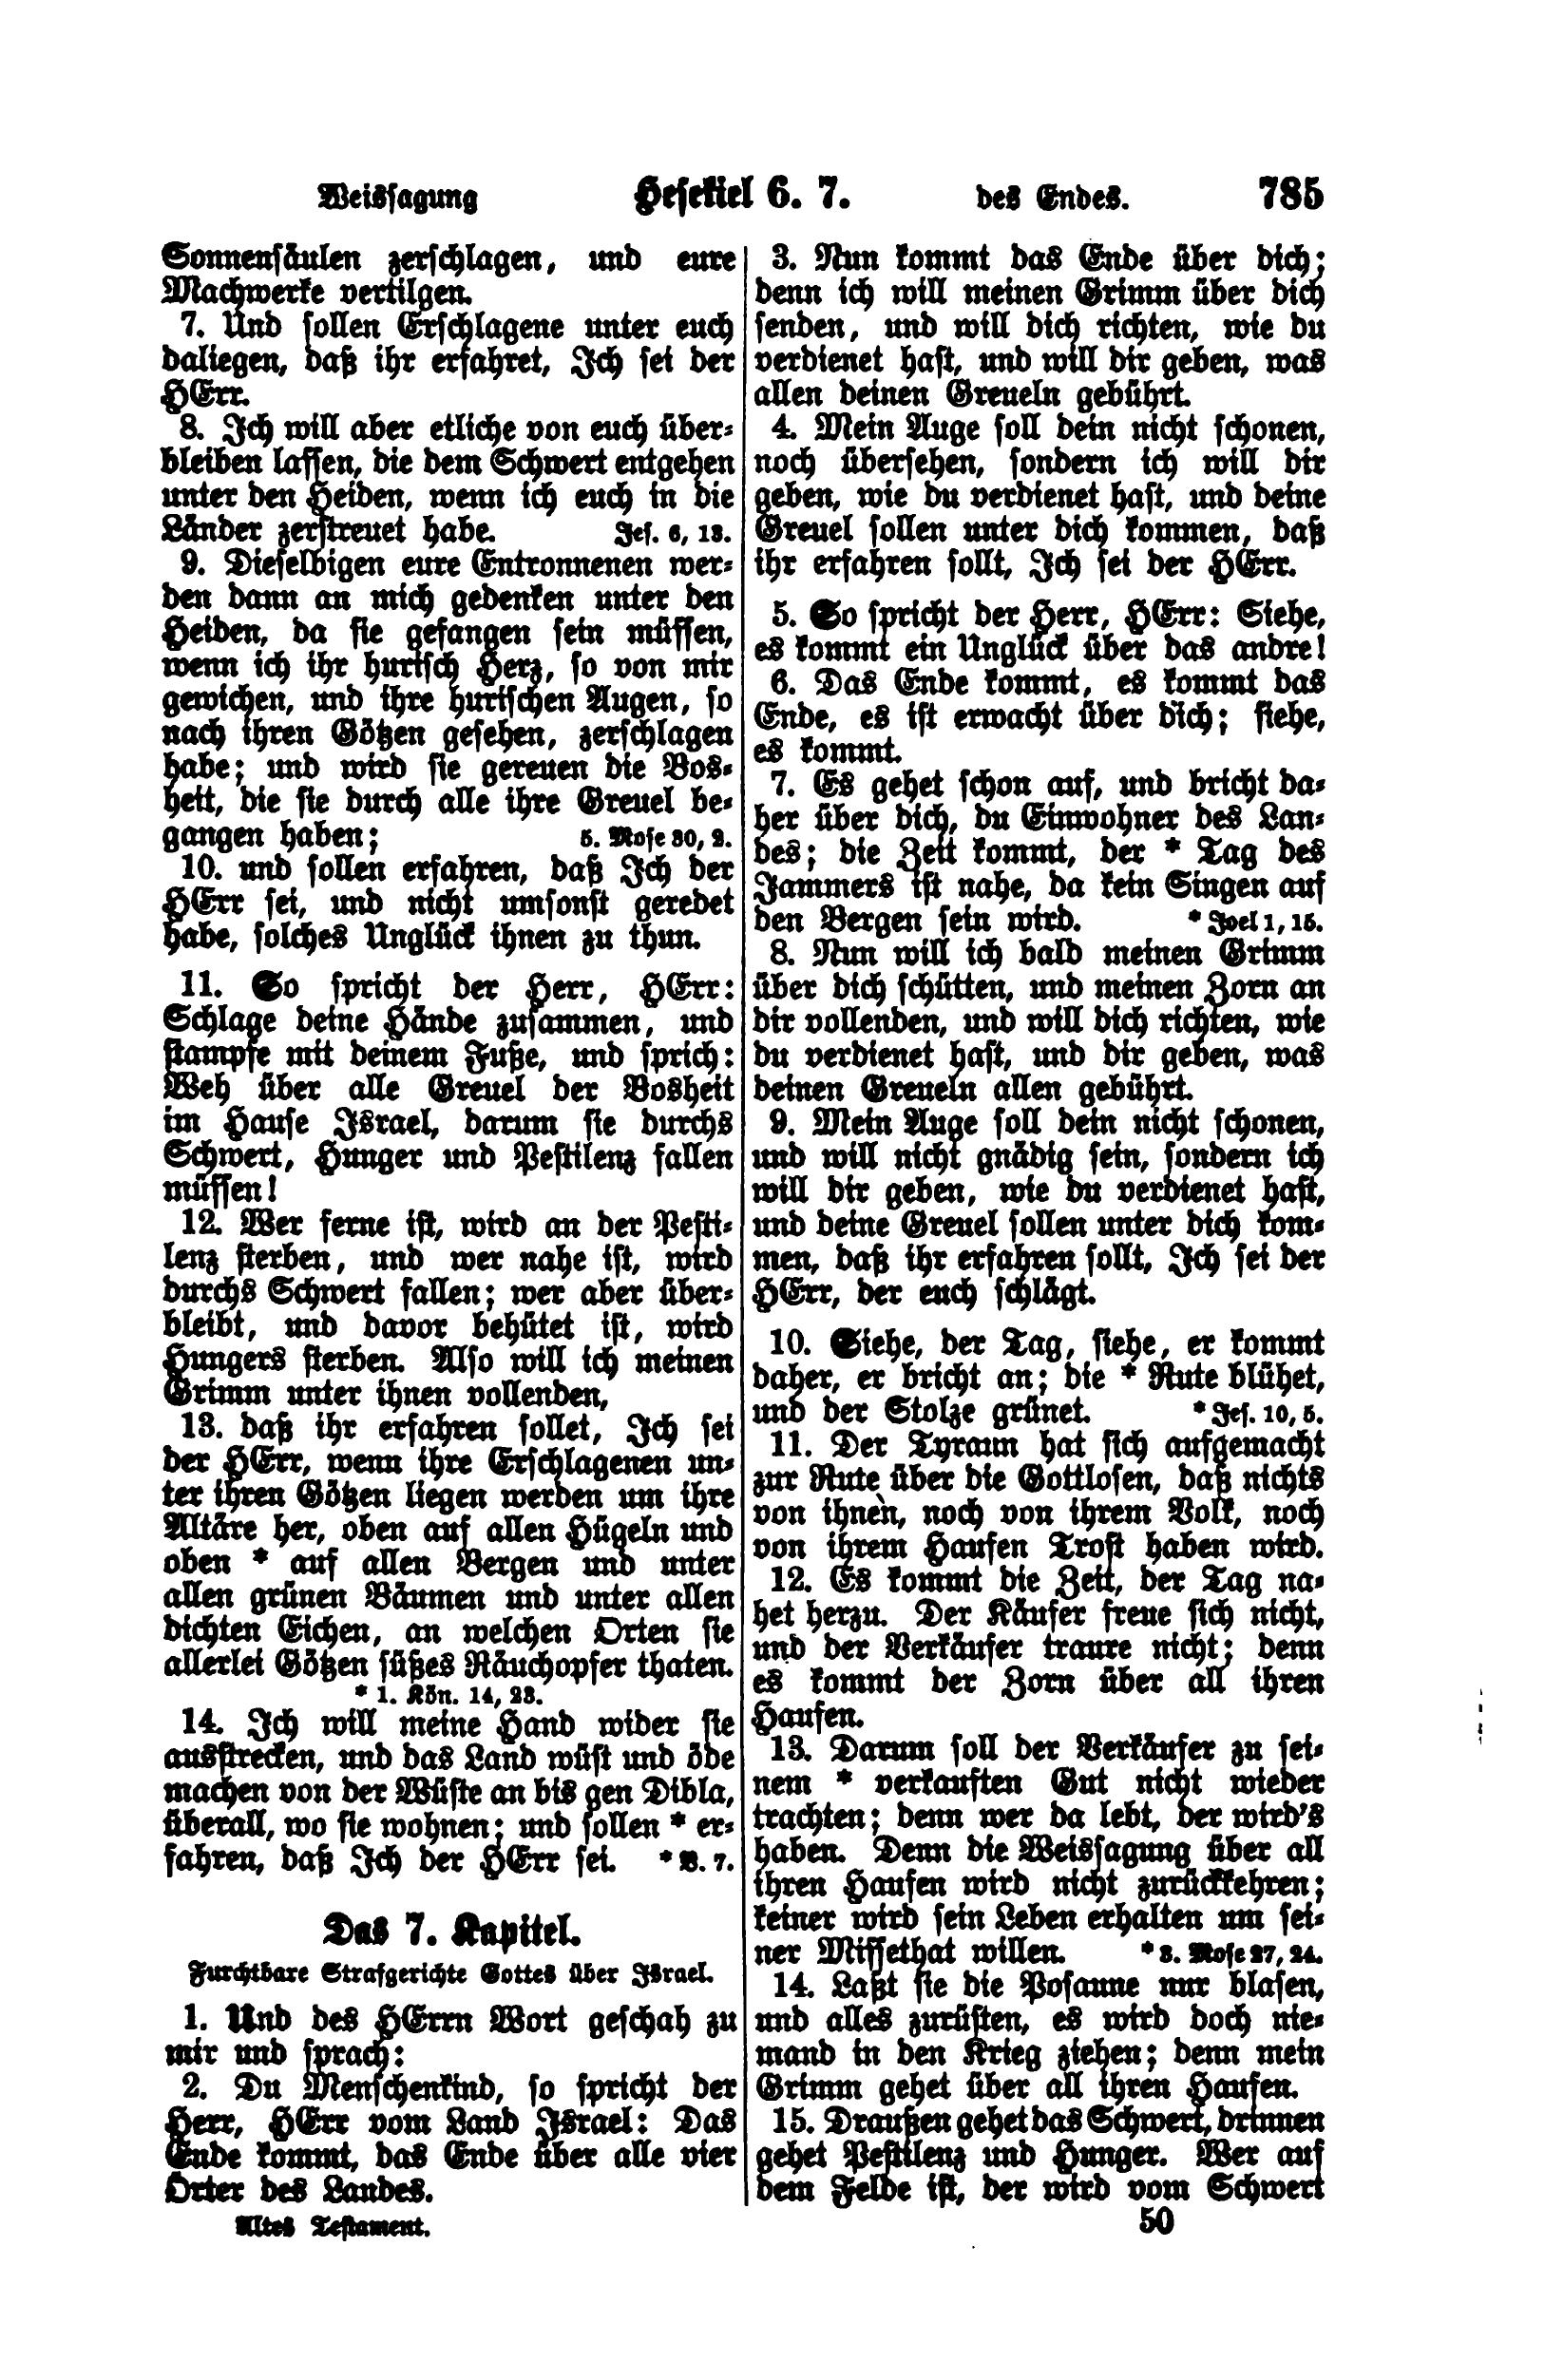 Weissagung Hesekiel 6. 7. des Endes. 785
Sonnensäulen zerschlagen, und eure
Machwerke vertilgen.
7. Und sollen Erschlagene unter euch
daliegen, daß ihr erfahret, Ich sei der
HErr.
8. Ich will aber etliche von euch über-
bleiben lassen, die dem Schwert entgehen
unter den Heiden, wenn ich euch in die
Länder zerstreuet habe. Jes. 6, 13.
9. Dieselbigen eure Entronnenen wer-
den dann an mich gedenken unter den
Heiden, da sie gefangen sein müssen,
wenn ich ihr hurisch Herz, so von mir
gewichen, und ihre hurischen Augen, so
nach ihren Götzen gesehen, zerschlagen
habe; und wird sie gereuen die Bos-
heit, die sie durch alle ihre Greuel be-
gangen haben; 5. Mose 30, 2.
10. und sollen erfahren, daß Ich der
HErr sei, und nicht umsonst geredet
habe, solches Unglück ihnen zu thun.
11. So spricht der Herr, HErr:
Schlage deine Hände zusammen, und
stampfe mit deinem Fuße, und sprich:
Weh über alle Greuel der Bosheit
im Hause Israel, darum sie durchs
Schwert, Hunger und Pestilenz fallen
müssen!
12. Wer ferne ist, wird an der Pesti-
lenz sterben, und wer nahe ist, wird
durchs Schwert fallen; wer aber über-
bleibt, und davor behütet ist, wird
Hungers sterben. Also will ich meinen
Grimm unter ihnen vollenden,
13. daß ihr erfahren sollet, Ich sei
der HErr, wenn ihre Erschlagenen un-
ter ihren Götzen liegen werden um ihre
Altäre her, oben auf allen Hügeln und
oben * auf allen Bergen und unter
allen grünen Bäumen und unter allen
dichten Eichen, an welchen Orten sie
allerlei Götzen süßes Räuchopfer thaten.
* 1. Kön. 14, 23.
14. Ich will meine Hand wider sie
ausstrecken, und das Land wüst und öde
machen von der Wüste an bis gen Dibla,
überall, wo sie wohnen; und sollen * er-
fahren, daß Ich der HErr sei. * V. 7.
Das 7. Kapitel.
Furchtbare Strafgerichte Gottes über Israel.
1. Und des HErrn Wort geschah zu
mir und sprach:
2. Du Menschenkind, so spricht der
Herr, HErr vom Land Israel: Das
Ende kommt, das Ende über alle vier
Örter des Landes.
Altes Testament.
3. Nun kommt das Ende über dich;
denn ich will meinen Grimm über dich
senden, und will dich richten, wie du
verdienet hast, und will dir geben, was
allen deinen Greueln gebührt.
4. Mein Auge soll dein nicht schonen,
noch übersehen, sondern ich will dir
geben, wie du verdienet hast, und deine
Greuel sollen unter dich kommen, daß
ihr erfahren sollt, Ich sei der HErr.
5. So spricht der Herr, HErr: Siehe,
es kommt ein Unglück über das andre!
6. Das Ende kommt, es kommt das
Ende, es ist erwacht über dich; siehe,
es kommt.
7. Es gehet schon auf, und bricht da-
her über dich, du Einwohner des Lan-
des; die Zeit kommt, der * Tag des
Jammers ist nahe, da kein Singen auf
den Bergen sein wird. * Joel 1, 15.
8. Nun will ich bald meinen Grimm
über dich schütten, und meinen Zorn an
dir vollenden, und will dich richten, wie
du verdienet hast, und dir geben, was
deinen Greueln allen gebührt.
9. Mein Auge soll dein nicht schonen,
und will nicht gnädig sein, sondern ich
will dir geben, wie du verdienet hast,
und deine Greuel sollen unter dich kom-
men, daß ihr erfahren sollt, Ich sei der
HErr, der euch schlägt.
10. Siehe, der Tag, siehe, er kommt
daher, er bricht an; die * Rute blühet,
und der Stolze grünet. * Jes. 10, 5.
11. Der Tyrann hat sich aufgemacht
zur Rute über die Gottlosen, daß nichts
von ihnen, noch von ihrem Volk, noch
von ihrem Haufen Trost haben wird.
12. Es kommt die Zeit, der Tag na-
het herzu. Der Käufer freue sich nicht,
und der Verkäufer traure nicht; denn
es kommt der Zorn über all ihren
Haufen.
13. Darum soll der Verkäufer zu sei-
nem * verkauften Gut nicht wieder
trachten; denn wer da lebt, der wird's
haben. Denn die Weissagung über all
ihren Haufen wird nicht zurückkehren;
keiner wird sein Leben erhalten um sei-
ner Missethat willen. * 3. Mose 27, 24.
14. Laßt sie die Posaune nur blasen,
und alles zurüsten, es wird doch nie-
mand in den Krieg ziehen; denn mein
Grimm gehet über all ihren Haufen.
15. Draußen gehet das Schwert, drinnen
gehet Pestilenz und Hunger. Wer auf
dem Felde ist, der wird vom Schwert
50